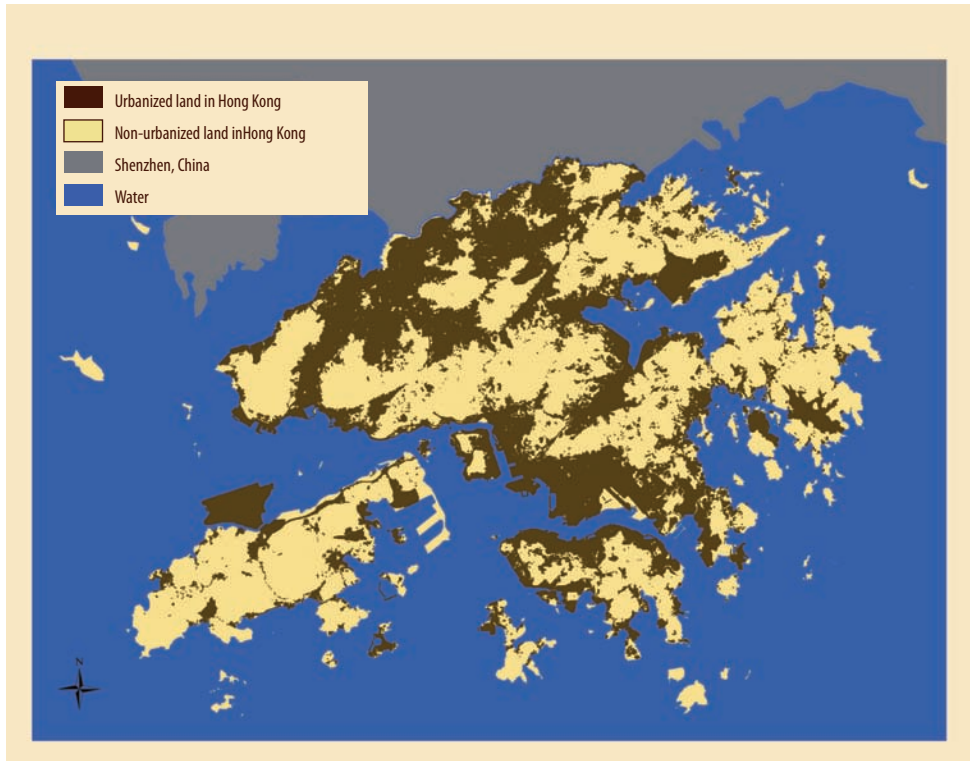 Urbanized land in Hong Kong
Non-urbanized land inHong Kong
Shenzhen, China
Water
N